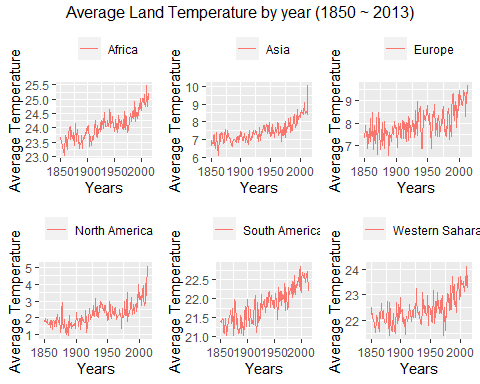 Average Land Temperature by year (1850 ~ 2013)
Africa
Asia
Europe
Average Temperature
25.5
25.0
24.5
24.0
23.5
23.0
1850 1900 1950 2000
Years
Average Temperature
10
9
8
7
6
1850 1900 1950 2000
Years
Average Temperature
9
8
7
1850 1900 1950 2000
Years
North America
South America
Western Sahara
Average Temperature
5
4
3
2
1
1850 1900 1950 2000
Years
Average Temperature
22.5
22.0
21.5
21.0
1850 1900 1950 2000
Years
Average Temperature
24
23
22
1850 1900 1950 2000
Years